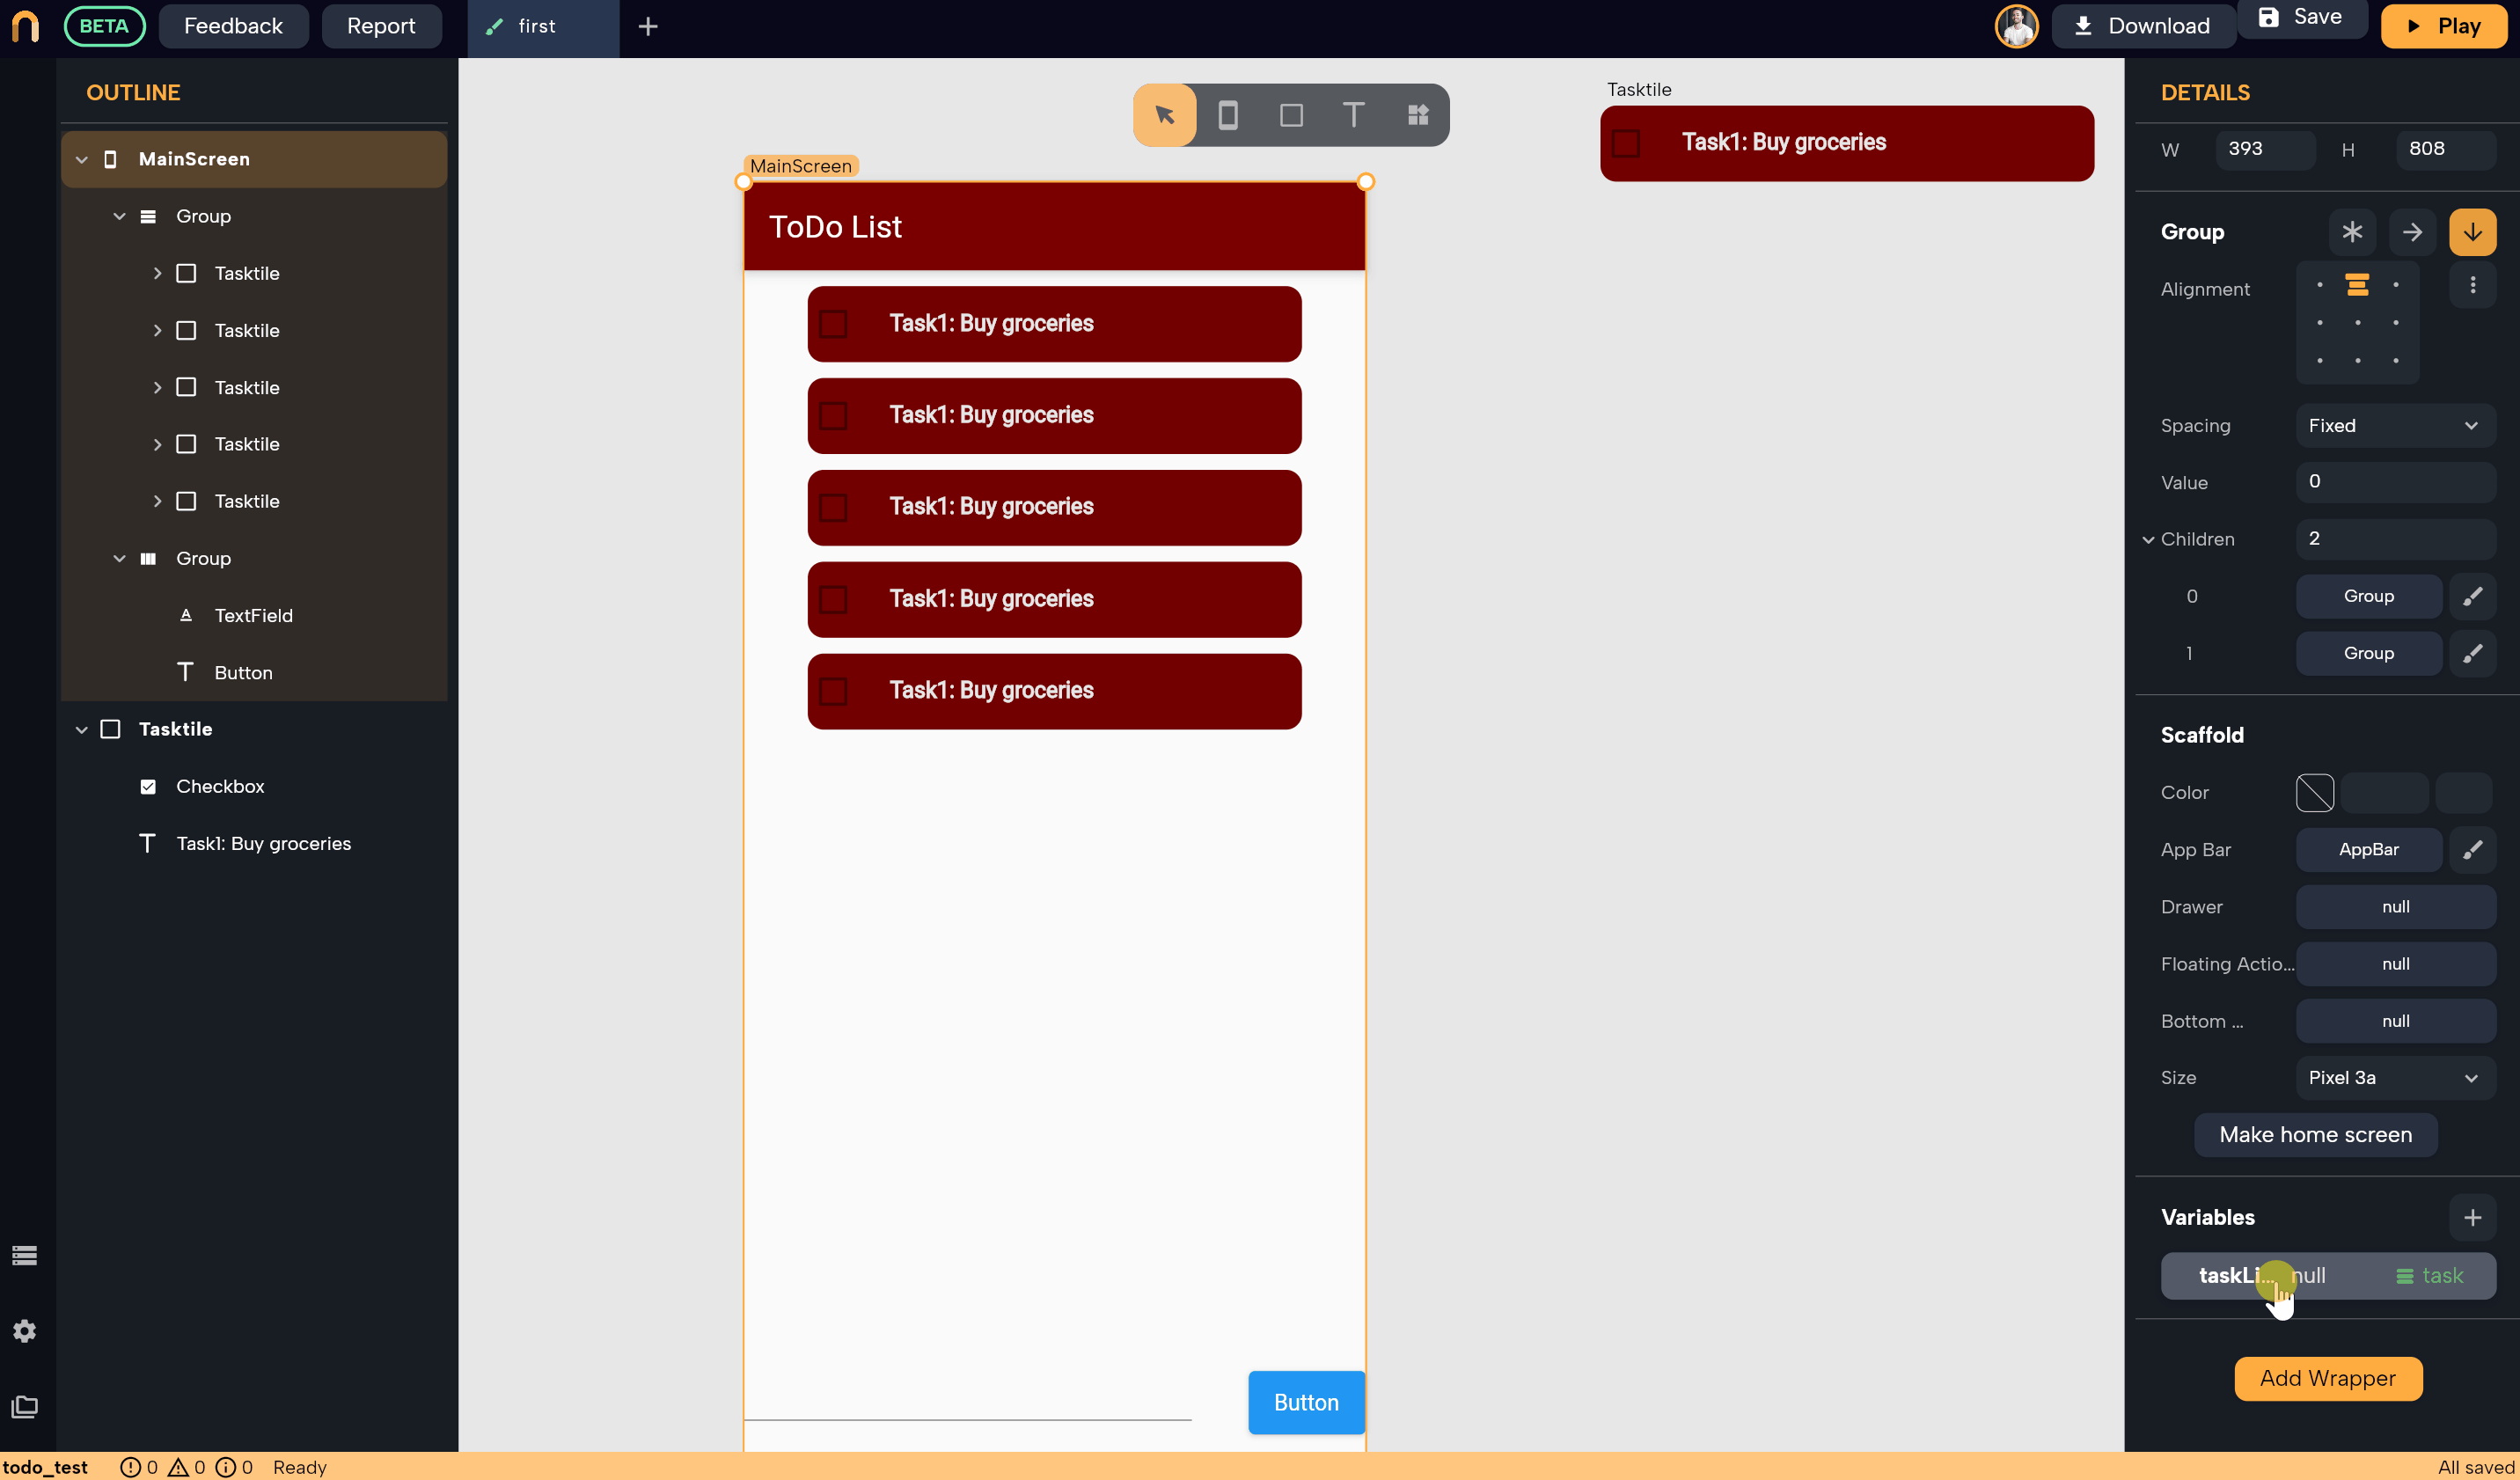 BETA
Feedback
Report
first
Download
Save
Play
OUTLINE
MainScreen
Group
Tasktile
Tasktile
Tasktile
Tasktile
Tasktile
Group
TextField
Button
Tasktile
Checkbox
Task1: Buy groceries
MainScreen
ToDo List
Task1: Buy groceries
Task1: Buy groceries
Task1: Buy groceries
Task1: Buy groceries
Task1: Buy groceries
Button
Tasktile
Task1: Buy groceries
DETAILS
W 393 H 808
Group
Alignment
Spacing Fixed
Value 0
Children 2
0 Group
1 Group
Scaffold
Color
App Bar AppBar
Drawer null
Floating Actio... null
Bottom ... null
Size Pixel 3a
Make home screen
Variables
taskLi... null task
Add Wrapper
todo_test 0 0 0 Ready
All saved